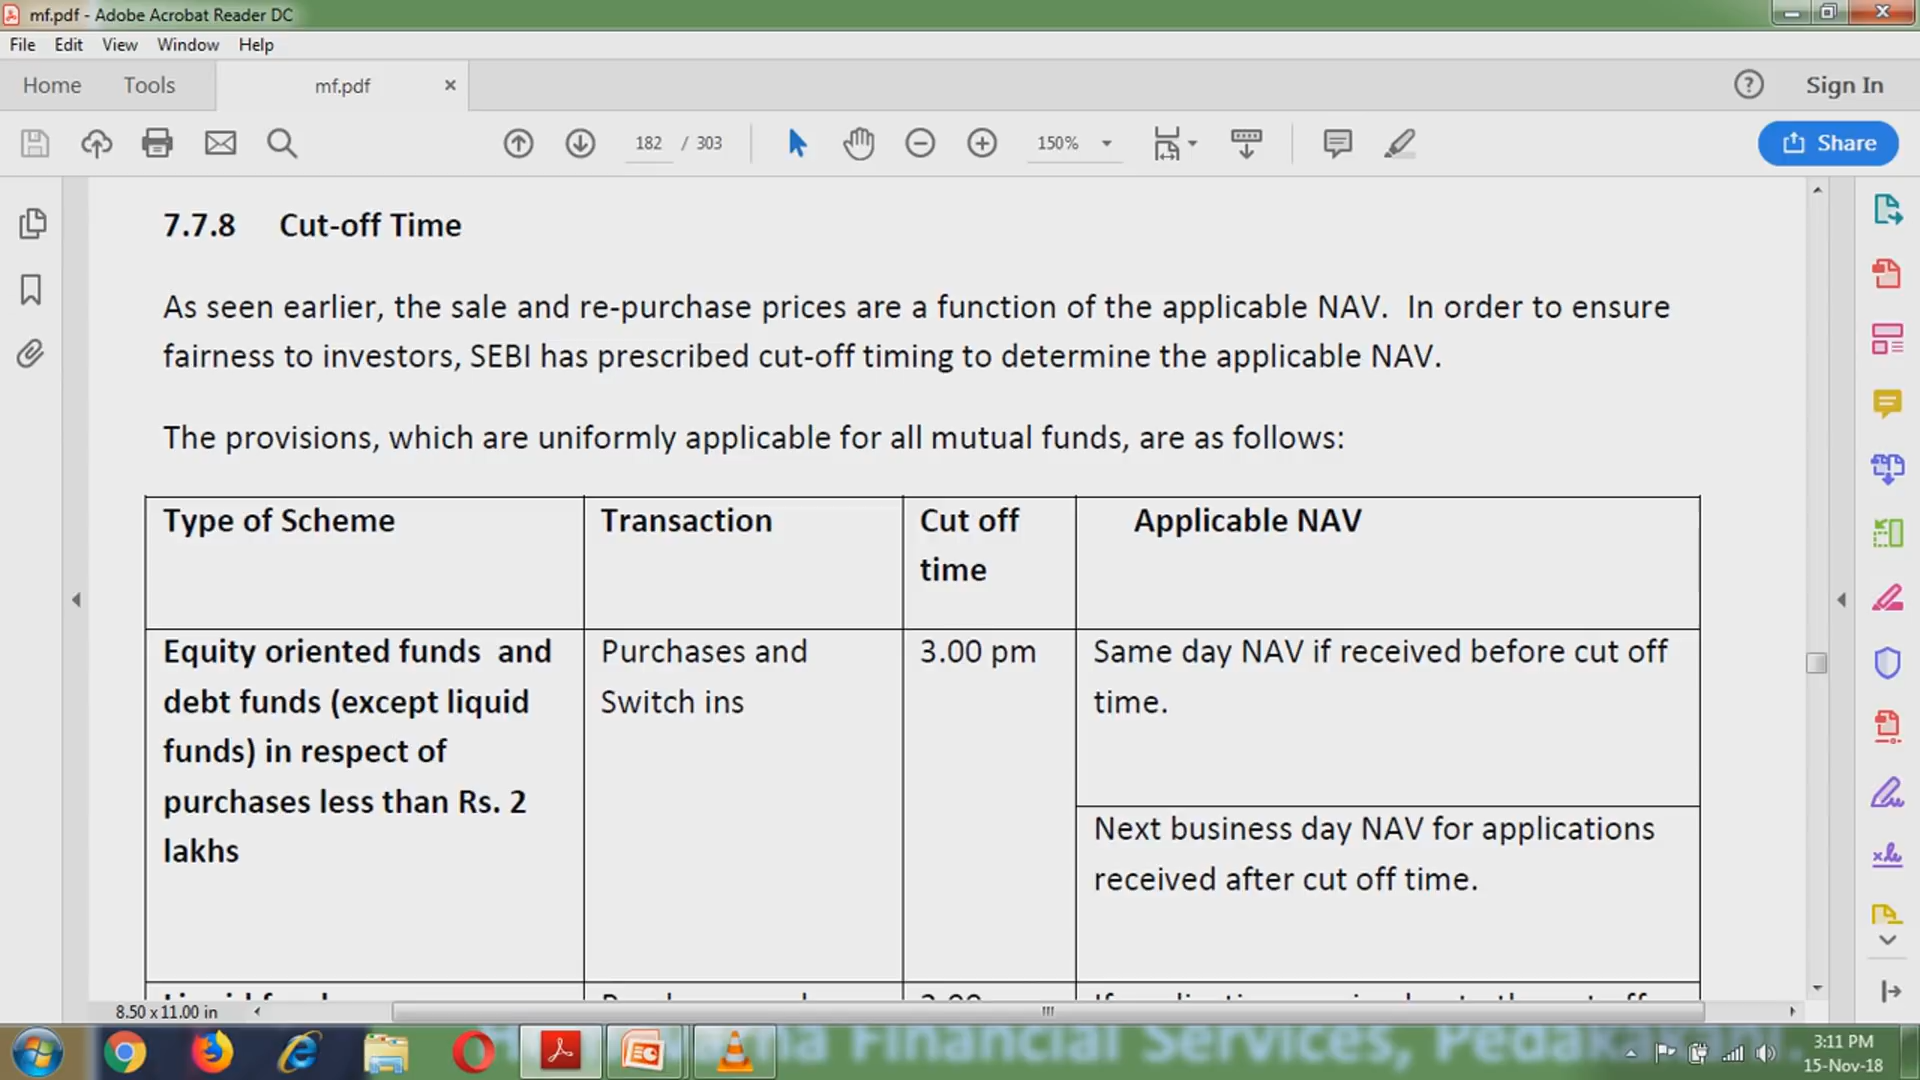 mf.pdf - Adobe Acrobat Reader DC
File Edit View Window Help
Home Tools mf.pdf Sign In
182 / 303 150% Share
7.7.8 Cut-off Time
As seen earlier, the sale and re-purchase prices are a function of the applicable NAV. In order to ensure
fairness to investors, SEBI has prescribed cut-off timing to determine the applicable NAV.
The provisions, which are uniformly applicable for all mutual funds, are as follows:
Type of Scheme Transaction Cut off Applicable NAV
time
Equity oriented funds and Purchases and 3.00 pm Same day NAV if received before cut off
debt funds (except liquid Switch ins time.
funds) in respect of
purchases less than Rs. 2
lakhs
Next business day NAV for applications
received after cut off time.
8.50 x 11.00 in
Financial Services,
3:11 PM
15-Nov-18